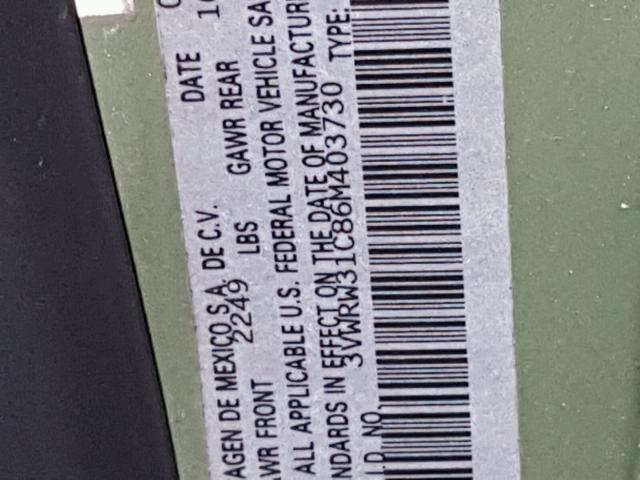 AGEN DE MEXICO S.A. DE C.V. DATE
WR FRONT 2249 LBS GAWR REAR
ALL APPLICABLE U.S. FEDERAL MOTOR VEHICLE SA
NDARDS IN EFFECT ON THE DATE OF MANUFACTUR
3VWRW31C86M403730 TYPE:
I.D. NO.